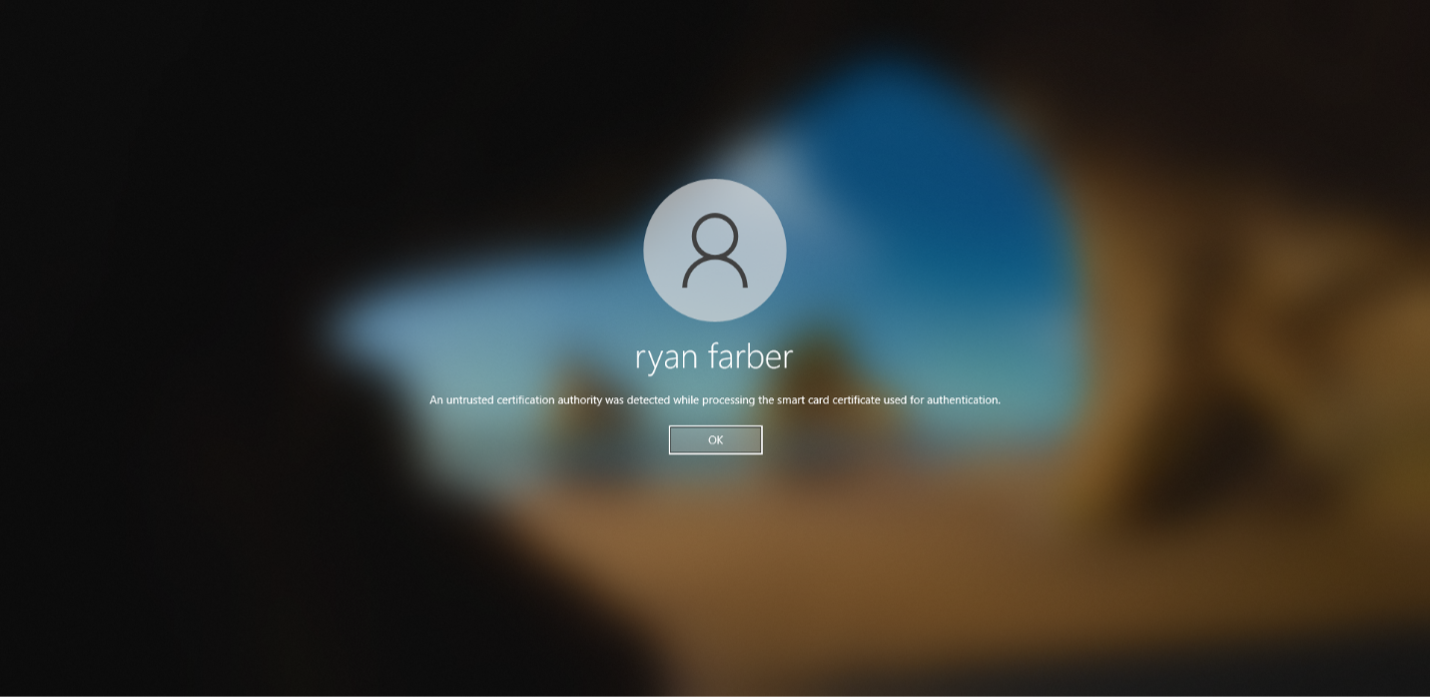 ryan farber
An untrusted certification authority was detected while processing the smart card certificate used for authentication.
OK